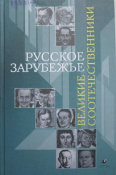 РУССКОЕ
ЗАРУБЕЖЬЕ
ВЕЛИКИЕ
СООТЕЧЕСТВЕННИКИ